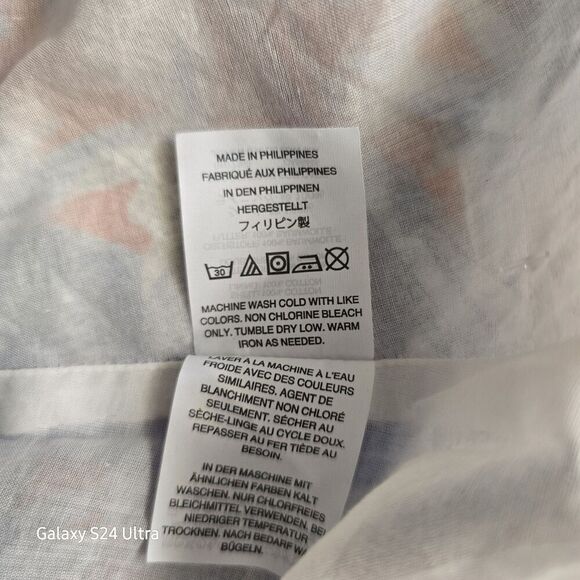 MADE IN PHILIPPINES
FABRIQUÉ AUX PHILIPPINES
IN DEN PHILIPPINEN
HERGESTELLT
フィリピン製
30
MACHINE WASH COLD WITH LIKE
COLORS. NON CHLORINE BLEACH
ONLY. TUMBLE DRY LOW. WARM
IRON AS NEEDED.
LAVER À LA MACHINE À L'EAU
FROIDE AVEC DES COULEURS
SIMILAIRES. AGENT DE
BLANCHIMENT NON CHLORÉ
SEULEMENT. SÉCHER AU
SÈCHE-LINGE AU CYCLE DOUX.
REPASSER AU FER TIÈDE AU
BESOIN.
IN DER MASCHINE MIT
ÄHNLICHEN FARBEN KALT
WASCHEN. NUR CHLORFREIES
BLEICHMITTEL VERWENDEN. BEI
NIEDRIGER TEMPERATUR
TROCKNEN. NACH BEDARF
BÜGELN.
Galaxy S24 Ultra